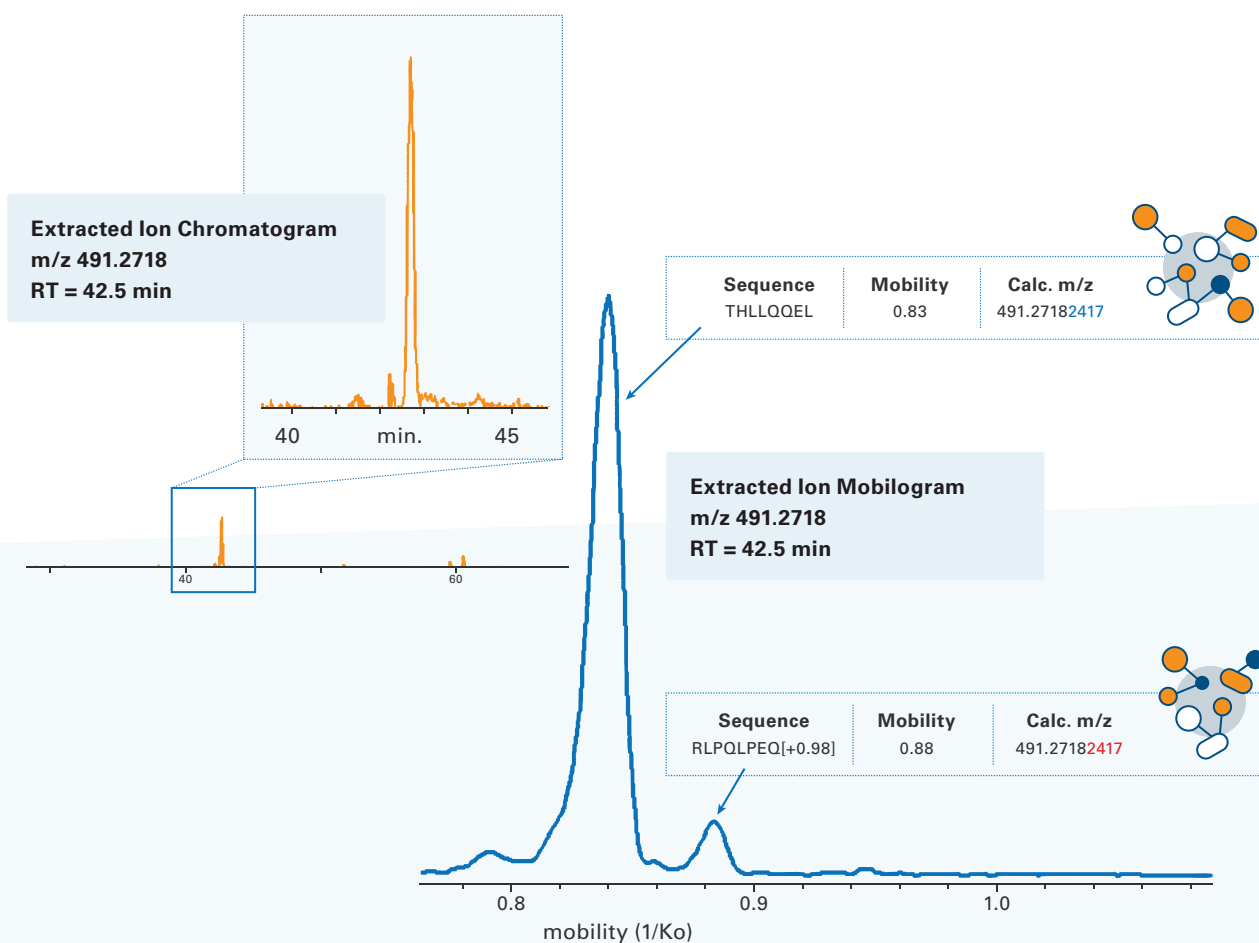 Extracted Ion Chromatogram
m/z 491.2718
RT = 42.5 min
40 min. 45
40 60
Sequence Mobility Calc. m/z
THLLQQEL 0.83 491.27182417
Extracted Ion Mobilogram
m/z 491.2718
RT = 42.5 min
Sequence Mobility Calc. m/z
RLPQLPEQ[+0.98] 0.88 491.27182417
0.8 0.9 1.0
mobility (1/Ko)